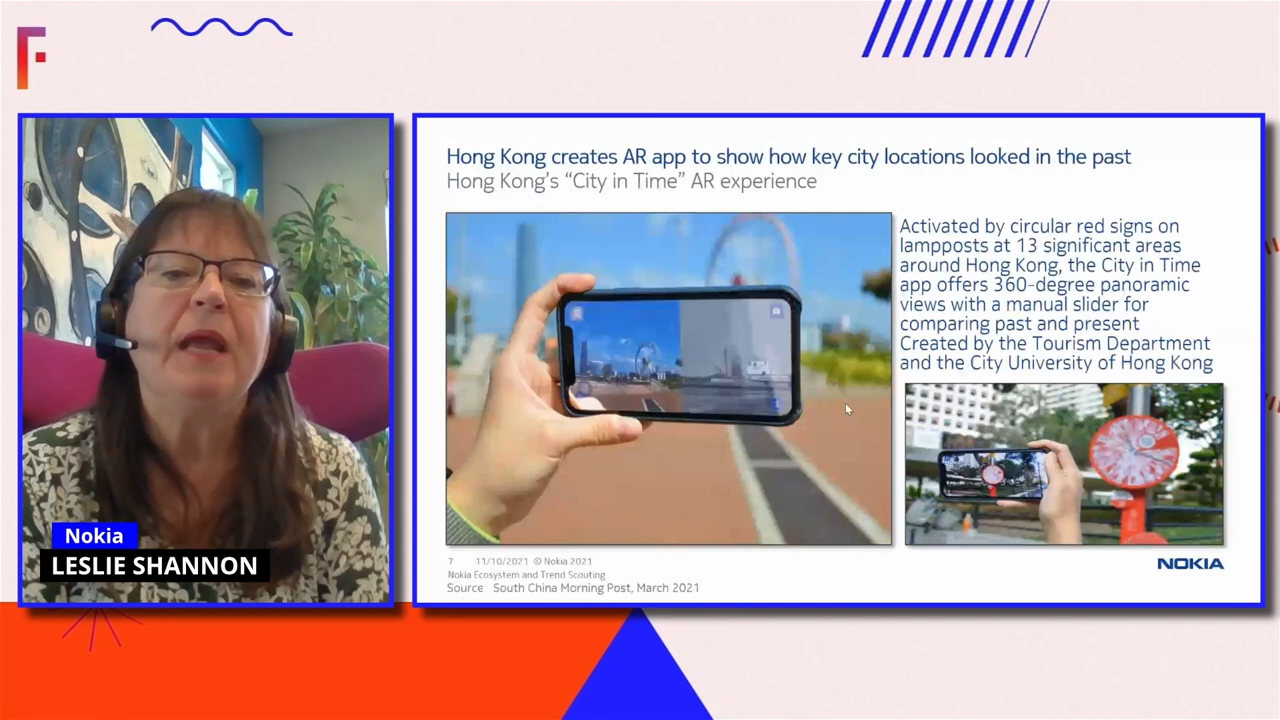 Nokia
LESLIE SHANNON
Hong Kong creates AR app to show how key city locations looked in the past
Hong Kong's “City in Time” AR experience
Activated by circular red signs on
lampposts at 13 significant areas
around Hong Kong, the City in Time
app offers 360-degree panoramic
views with a manual slider for
comparing past and present
Created by the Tourism Department
and the City University of Hong Kong
7 11/10/2021 © Nokia 2021
Nokia Ecosystem and Trend Scouting
Source South China Morning Post, March 2021
NOKIA